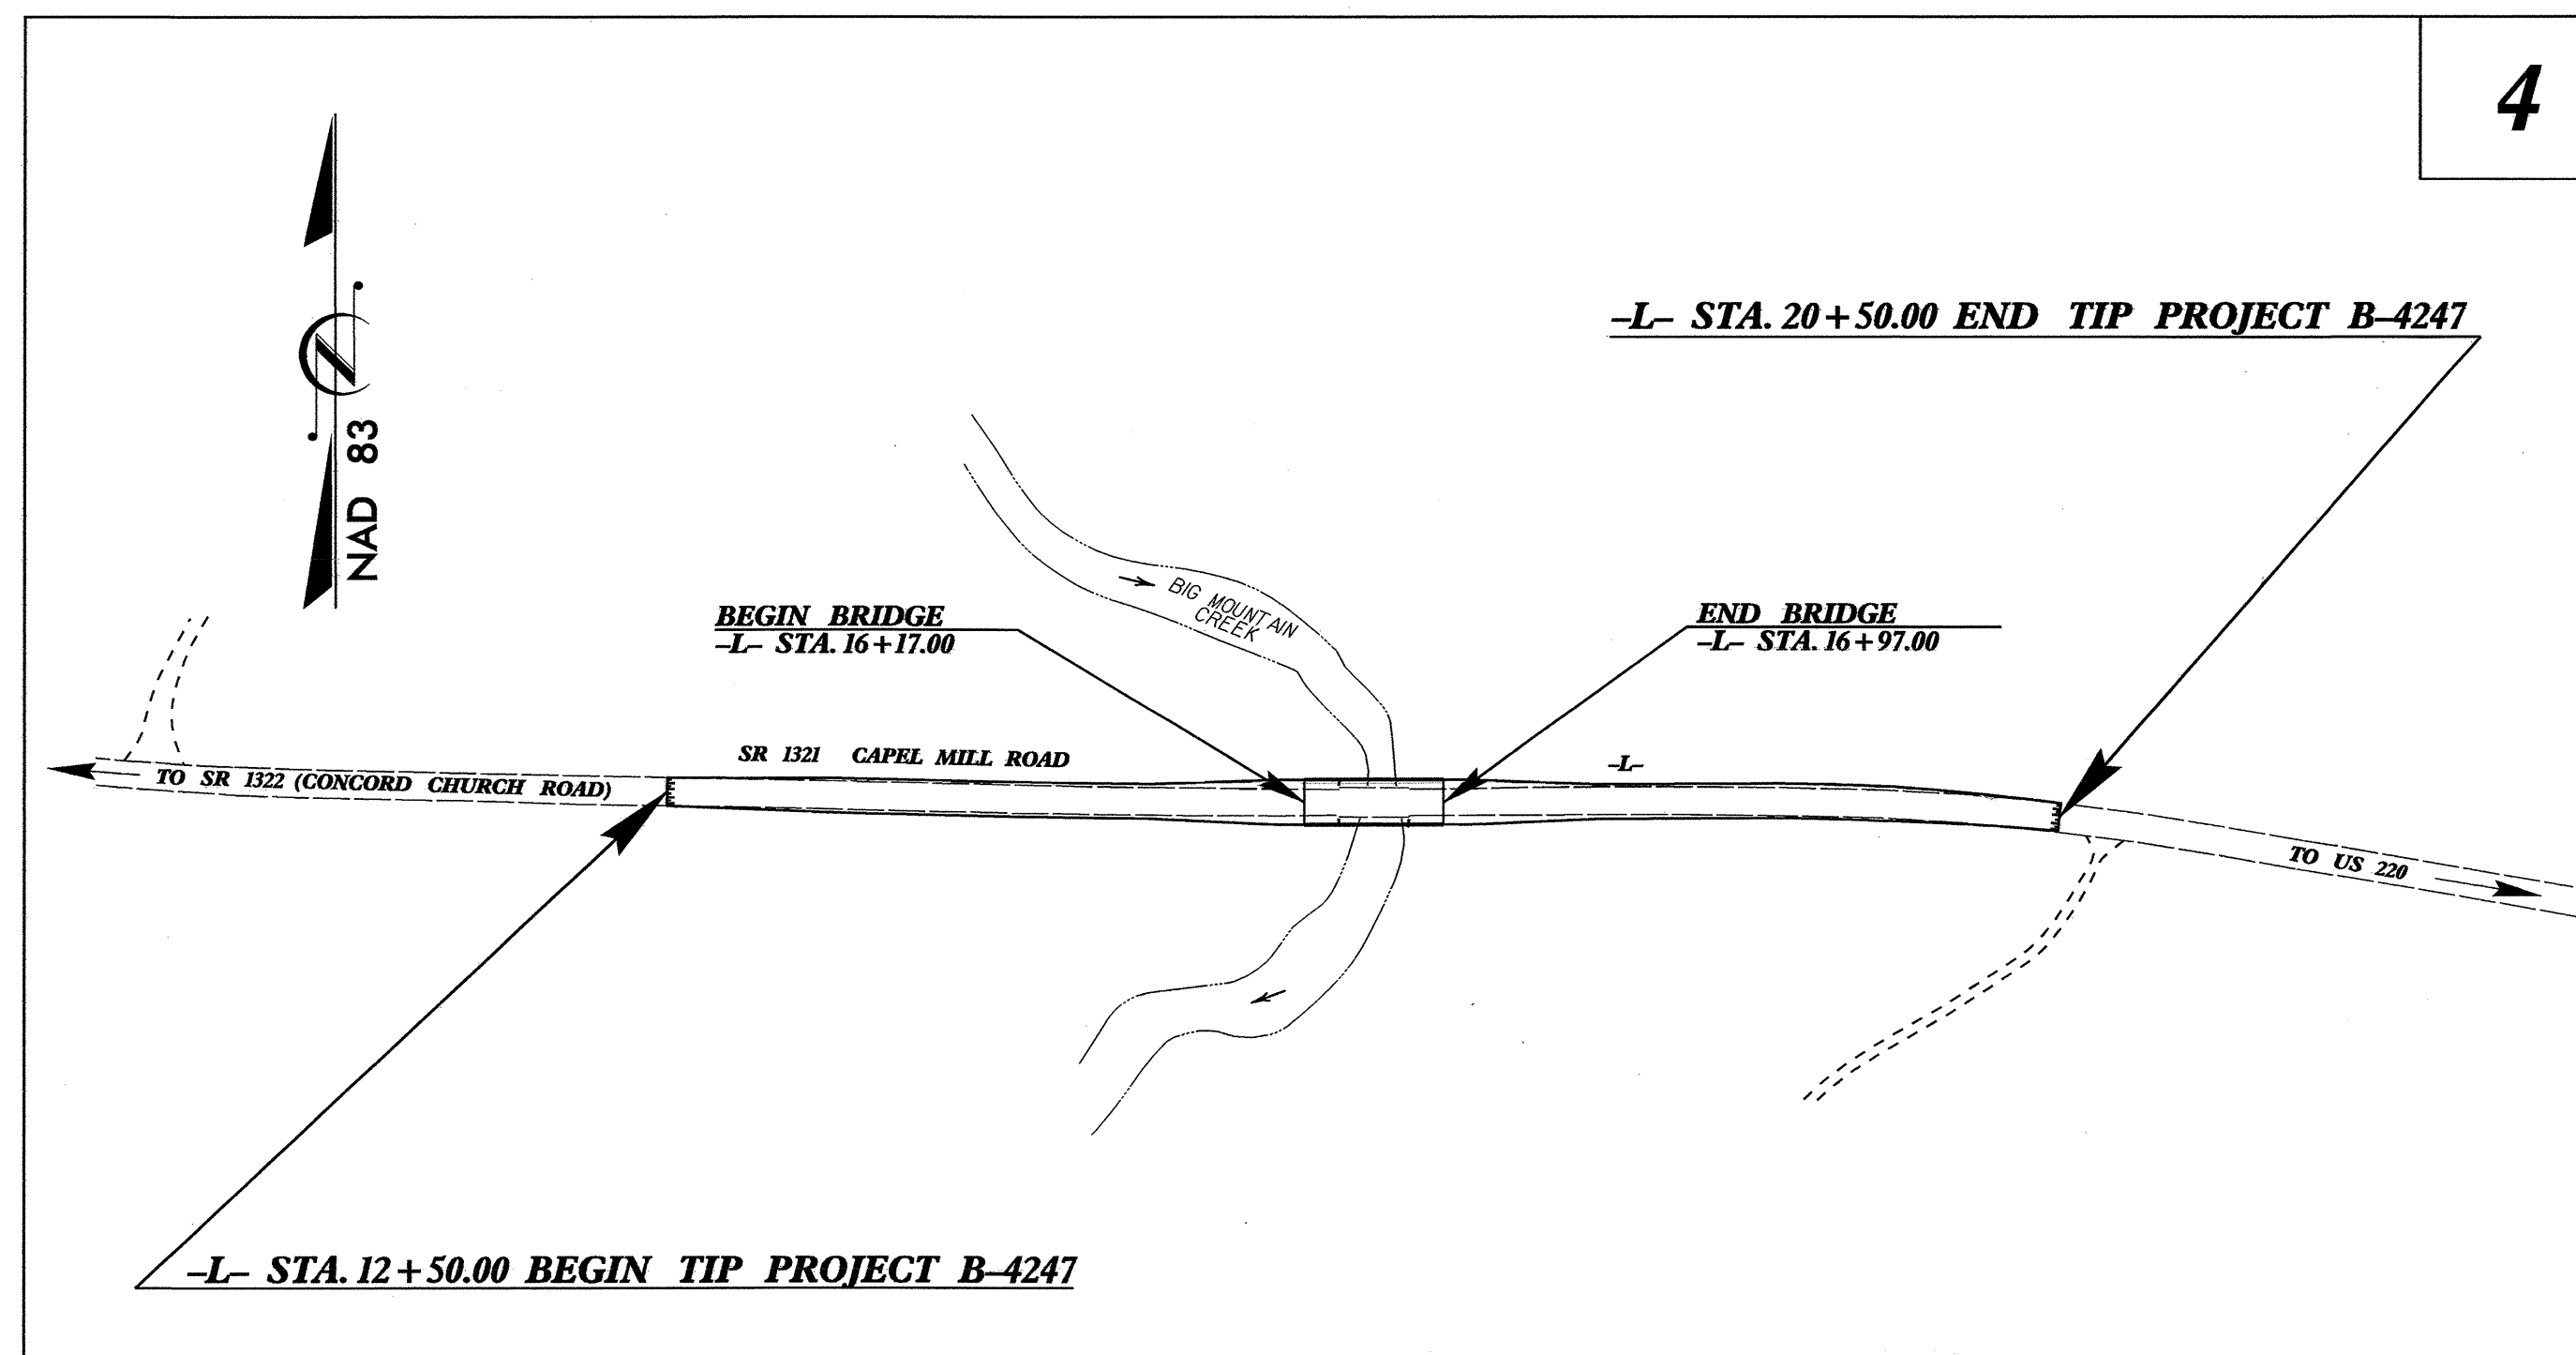 4
–L– STA. 20+50.00 END TIP PROJECT B–4247
N
NAD 83
BIG MOUNTAIN
CREEK
BEGIN BRIDGE
–L– STA. 16+17.00
END BRIDGE
–L– STA. 16+97.00
SR 1321 CAPEL MILL ROAD
–L–
TO SR 1322 (CONCORD CHURCH ROAD)
TO US 220
–L– STA. 12+50.00 BEGIN TIP PROJECT B–4247